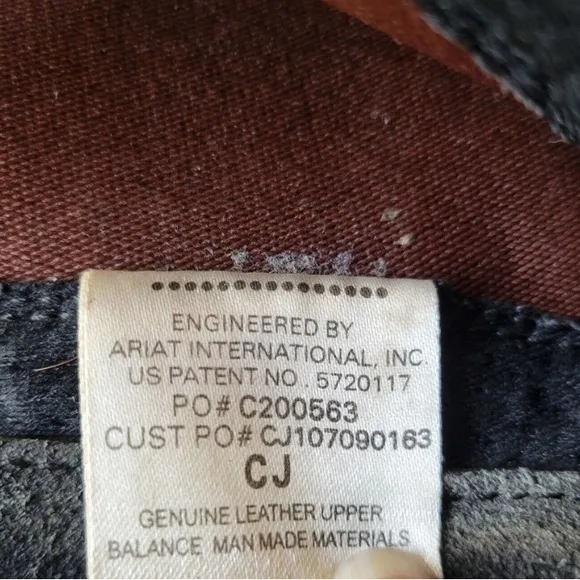 ENGINEERED BY
ARIAT INTERNATIONAL, INC.
US PATENT NO. 5720117
PO# C200563
CUST PO# CJ107090163
CJ
GENUINE LEATHER UPPER
BALANCE MAN MADE MATERIALS